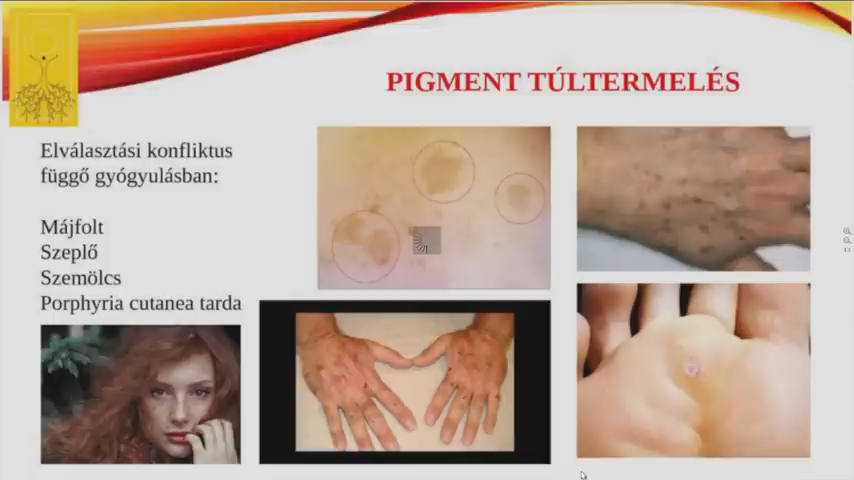 PIGMENT TÚLTERMELÉS
Elválasztási konfliktus
függő gyógyulásban:
Májfolt
Szeplő
Szemölcs
Porphyria cutanea tarda